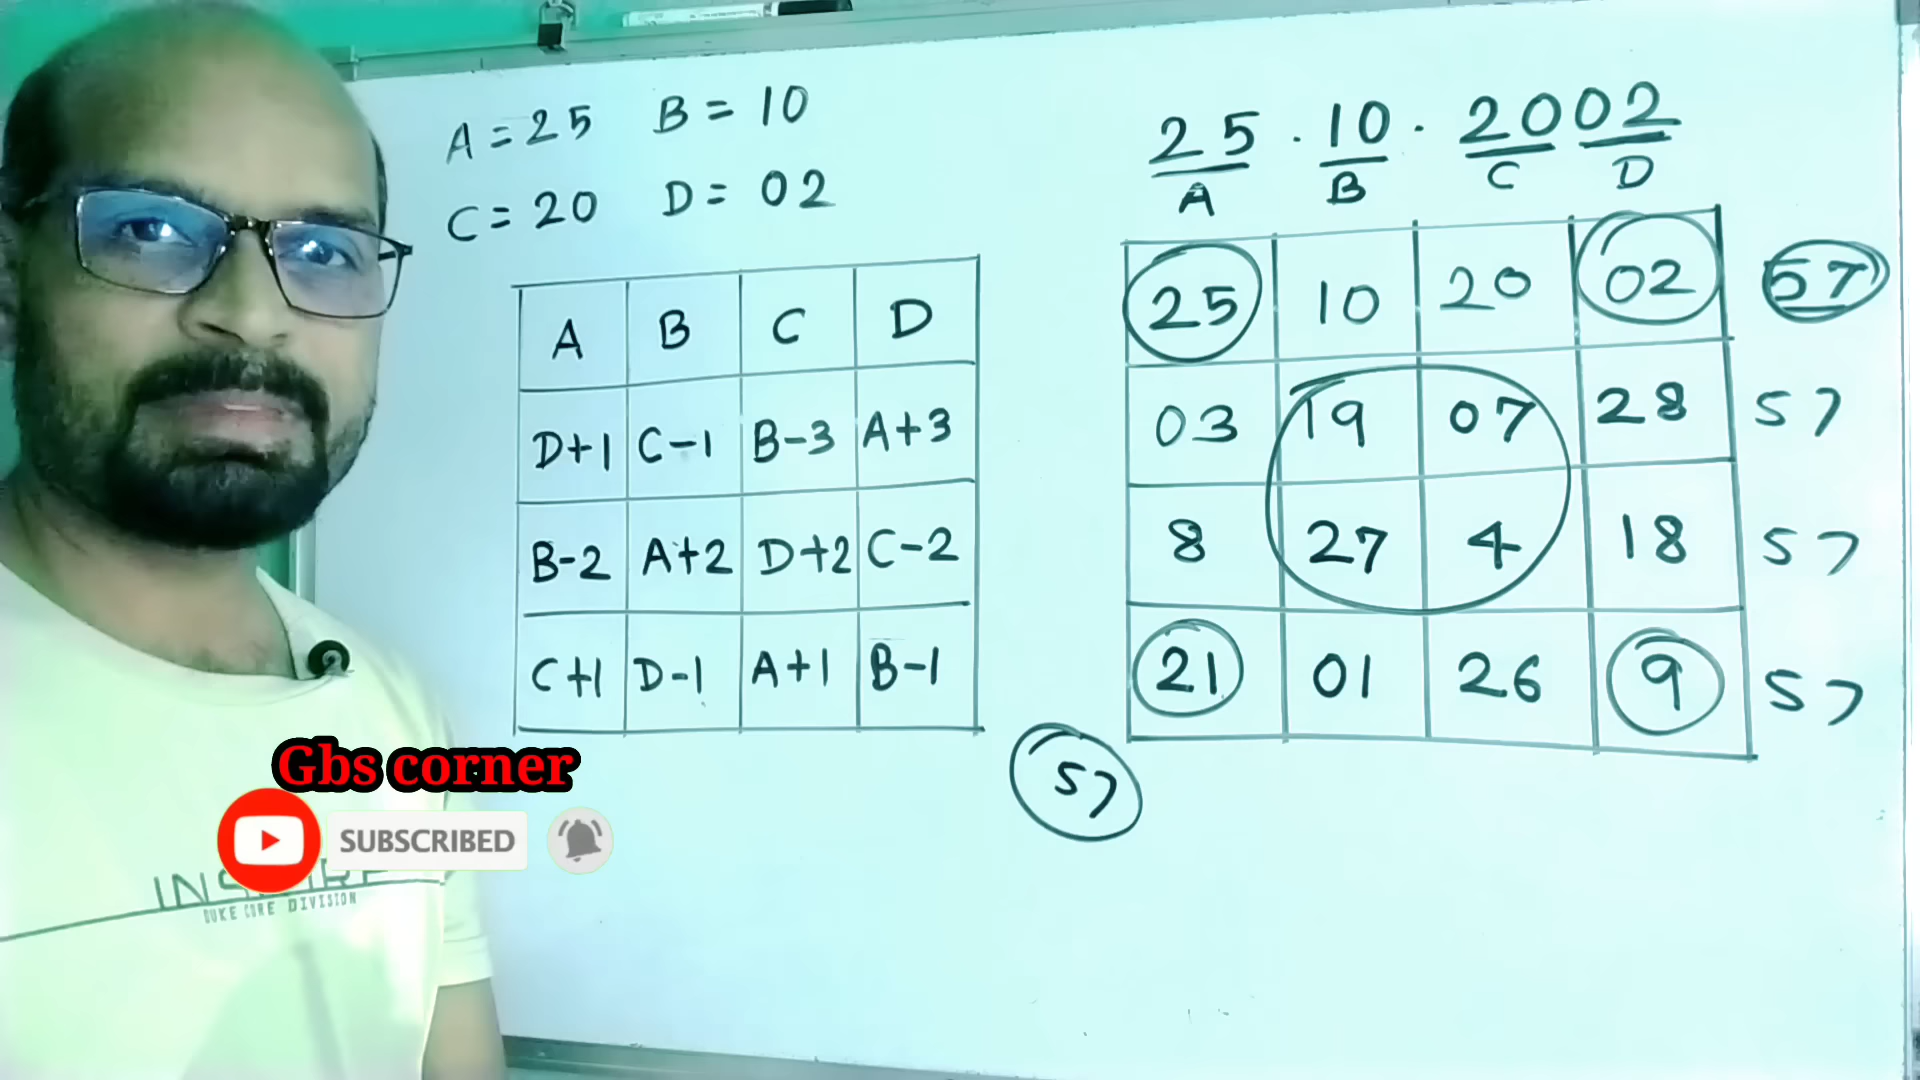 A = 25 B = 10
C = 20 D = 02
A B C D
D+1 C-1 B-3 A+3
B-2 A+2 D+2 C-2
C+1 D-1 A+1 B-1
25 . 10 . 2002
A B C D
25 10 20 02 57
03 19 07 28 57
8 27 4 18 57
21 01 26 9 57
57
Gbs corner
SUBSCRIBED
DUKE CORE DIVISION